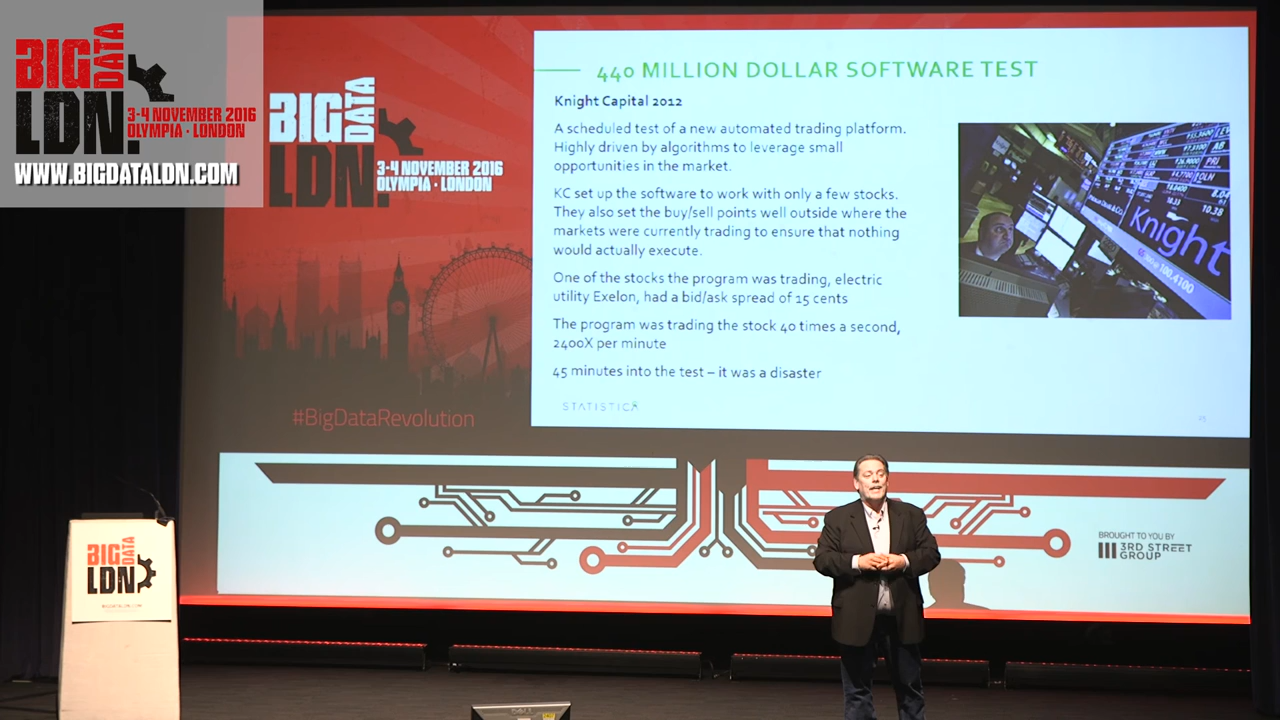 BIG DATA
LDN.
3-4 NOVEMBER 2016
OLYMPIA · LONDON
WWW.BIGDATALDN.COM
BIG DATA
LDN.
3-4 NOVEMBER 2016
OLYMPIA · LONDON
#BigDataRevolution
440 MILLION DOLLAR SOFTWARE TEST
Knight Capital 2012
A scheduled test of a new automated trading platform.
Highly driven by algorithms to leverage small
opportunities in the market.
KC set up the software to work with only a few stocks.
They also set the buy/sell points well outside where the
markets were currently trading to ensure that nothing
would actually execute.
One of the stocks the program was trading, electric
utility Exelon, had a bid/ask spread of 15 cents
The program was trading the stock 40 times a second,
2400X per minute
45 minutes into the test – it was a disaster
STATISTICA
Knight
100.4100
10.38
BROUGHT TO YOU BY
3RD STREET
GROUP
BIG DATA
LDN